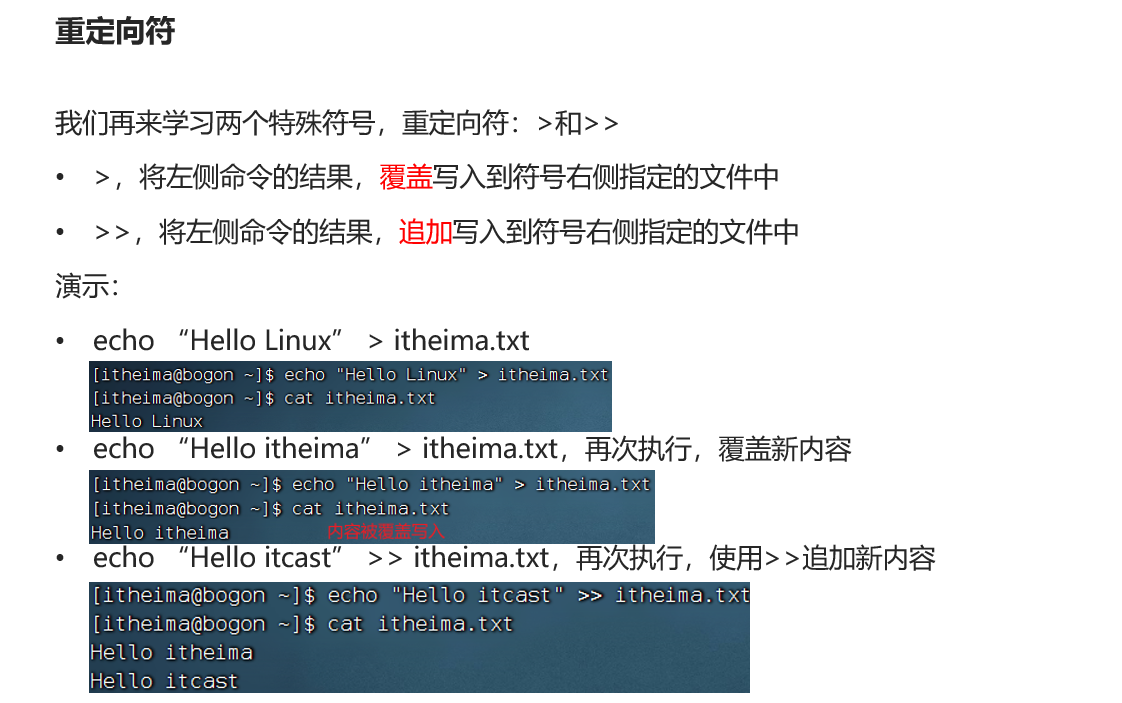 重定向符
我们再来学习两个特殊符号，重定向符：>和>>
• >，将左侧命令的结果，覆盖写入到符号右侧指定的文件中
• >>，将左侧命令的结果，追加写入到符号右侧指定的文件中
演示：
• echo “Hello Linux” > itheima.txt
[itheima@bogon ~]$ echo "Hello Linux" > itheima.txt
[itheima@bogon ~]$ cat itheima.txt
Hello Linux
• echo “Hello itheima” > itheima.txt，再次执行，覆盖新内容
[itheima@bogon ~]$ echo "Hello itheima" > itheima.txt
[itheima@bogon ~]$ cat itheima.txt
Hello itheima 内容被覆盖写入
• echo “Hello itcast” >> itheima.txt，再次执行，使用>>追加新内容
[itheima@bogon ~]$ echo "Hello itcast" >> itheima.txt
[itheima@bogon ~]$ cat itheima.txt
Hello itheima
Hello itcast